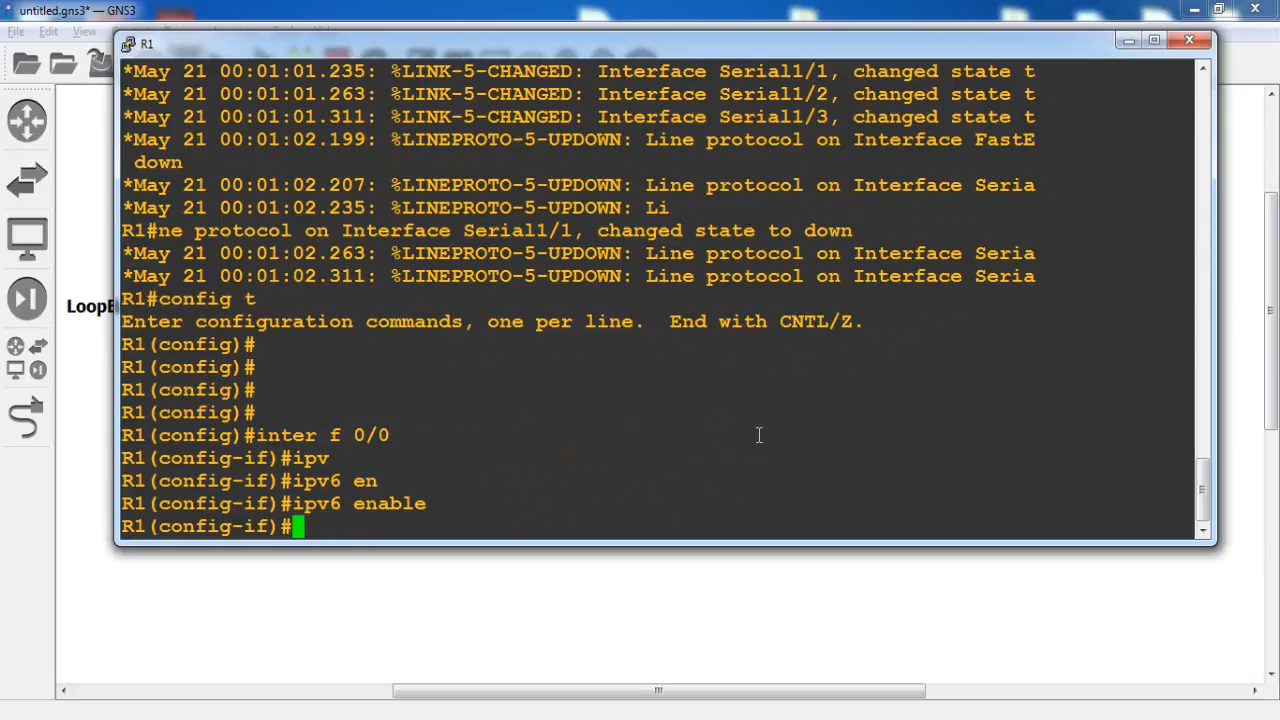 untitled.gns3* — GNS3
File Edit View
R1
*May 21 00:01:01.235: %LINK-5-CHANGED: Interface Serial1/1, changed state t
*May 21 00:01:01.263: %LINK-5-CHANGED: Interface Serial1/2, changed state t
*May 21 00:01:01.311: %LINK-5-CHANGED: Interface Serial1/3, changed state t
*May 21 00:01:02.199: %LINEPROTO-5-UPDOWN: Line protocol on Interface FastE
down
*May 21 00:01:02.207: %LINEPROTO-5-UPDOWN: Line protocol on Interface Seria
*May 21 00:01:02.235: %LINEPROTO-5-UPDOWN: Li
R1#ne protocol on Interface Serial1/1, changed state to down
*May 21 00:01:02.263: %LINEPROTO-5-UPDOWN: Line protocol on Interface Seria
*May 21 00:01:02.311: %LINEPROTO-5-UPDOWN: Line protocol on Interface Seria
R1#config t
Enter configuration commands, one per line.  End with CNTL/Z.
R1(config)#
R1(config)#
R1(config)#
R1(config)#
R1(config)#inter f 0/0
R1(config-if)#ipv
R1(config-if)#ipv6 en
R1(config-if)#ipv6 enable
R1(config-if)#